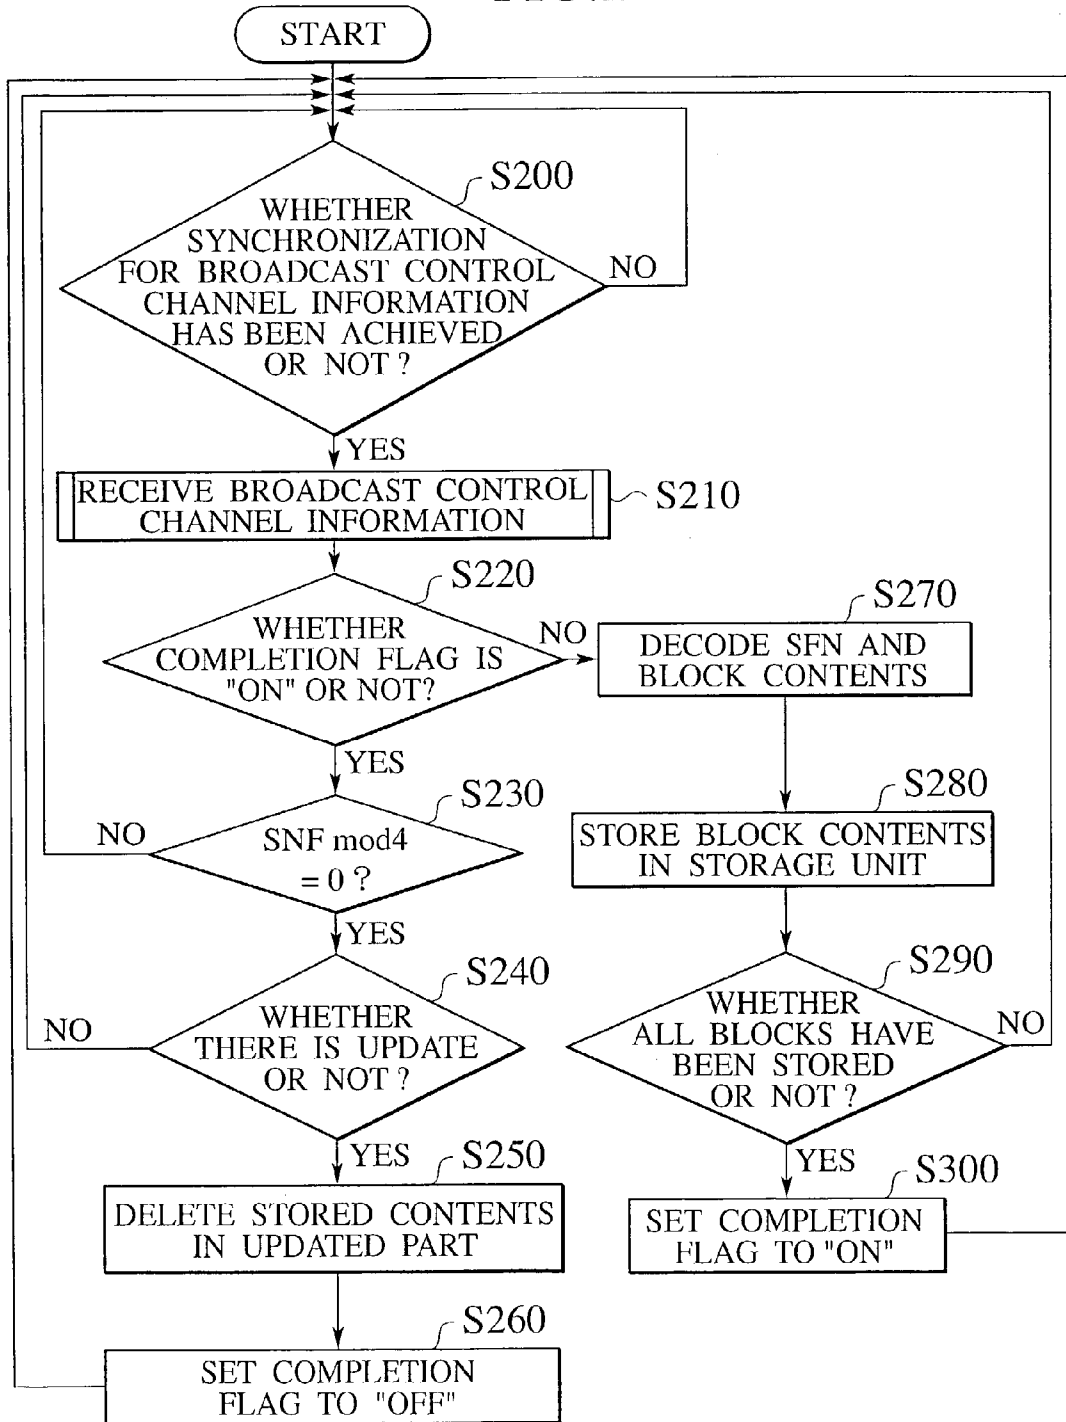 START
S200
WHETHER
SYNCHRONIZATION
FOR BROADCAST CONTROL
CHANNEL INFORMATION
HAS BEEN ACHIEVED
OR NOT ?
NO
YES
RECEIVE BROADCAST CONTROL
CHANNEL INFORMATION
S210
S220
WHETHER
COMPLETION FLAG IS
"ON" OR NOT?
NO
YES
S270
DECODE SFN AND
BLOCK CONTENTS
S230
SNF mod4
= 0 ?
NO
YES
S280
STORE BLOCK CONTENTS
IN STORAGE UNIT
S240
WHETHER
THERE IS UPDATE
OR NOT ?
NO
YES
S290
WHETHER
ALL BLOCKS HAVE
BEEN STORED
OR NOT ?
NO
YES
S250
DELETE STORED CONTENTS
IN UPDATED PART
S300
SET COMPLETION
FLAG TO "ON"
S260
SET COMPLETION
FLAG TO "OFF"